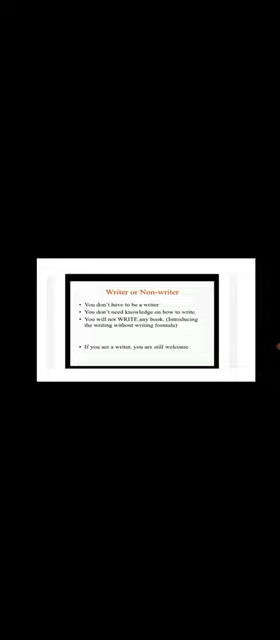 Writer or Non-writer
• You don't have to be a writer
• You don't need knowledge on how to write.
• You will not WRITE any book. (Introducing
the writing without writing formula)
• If you are a writer, you are still welcome.